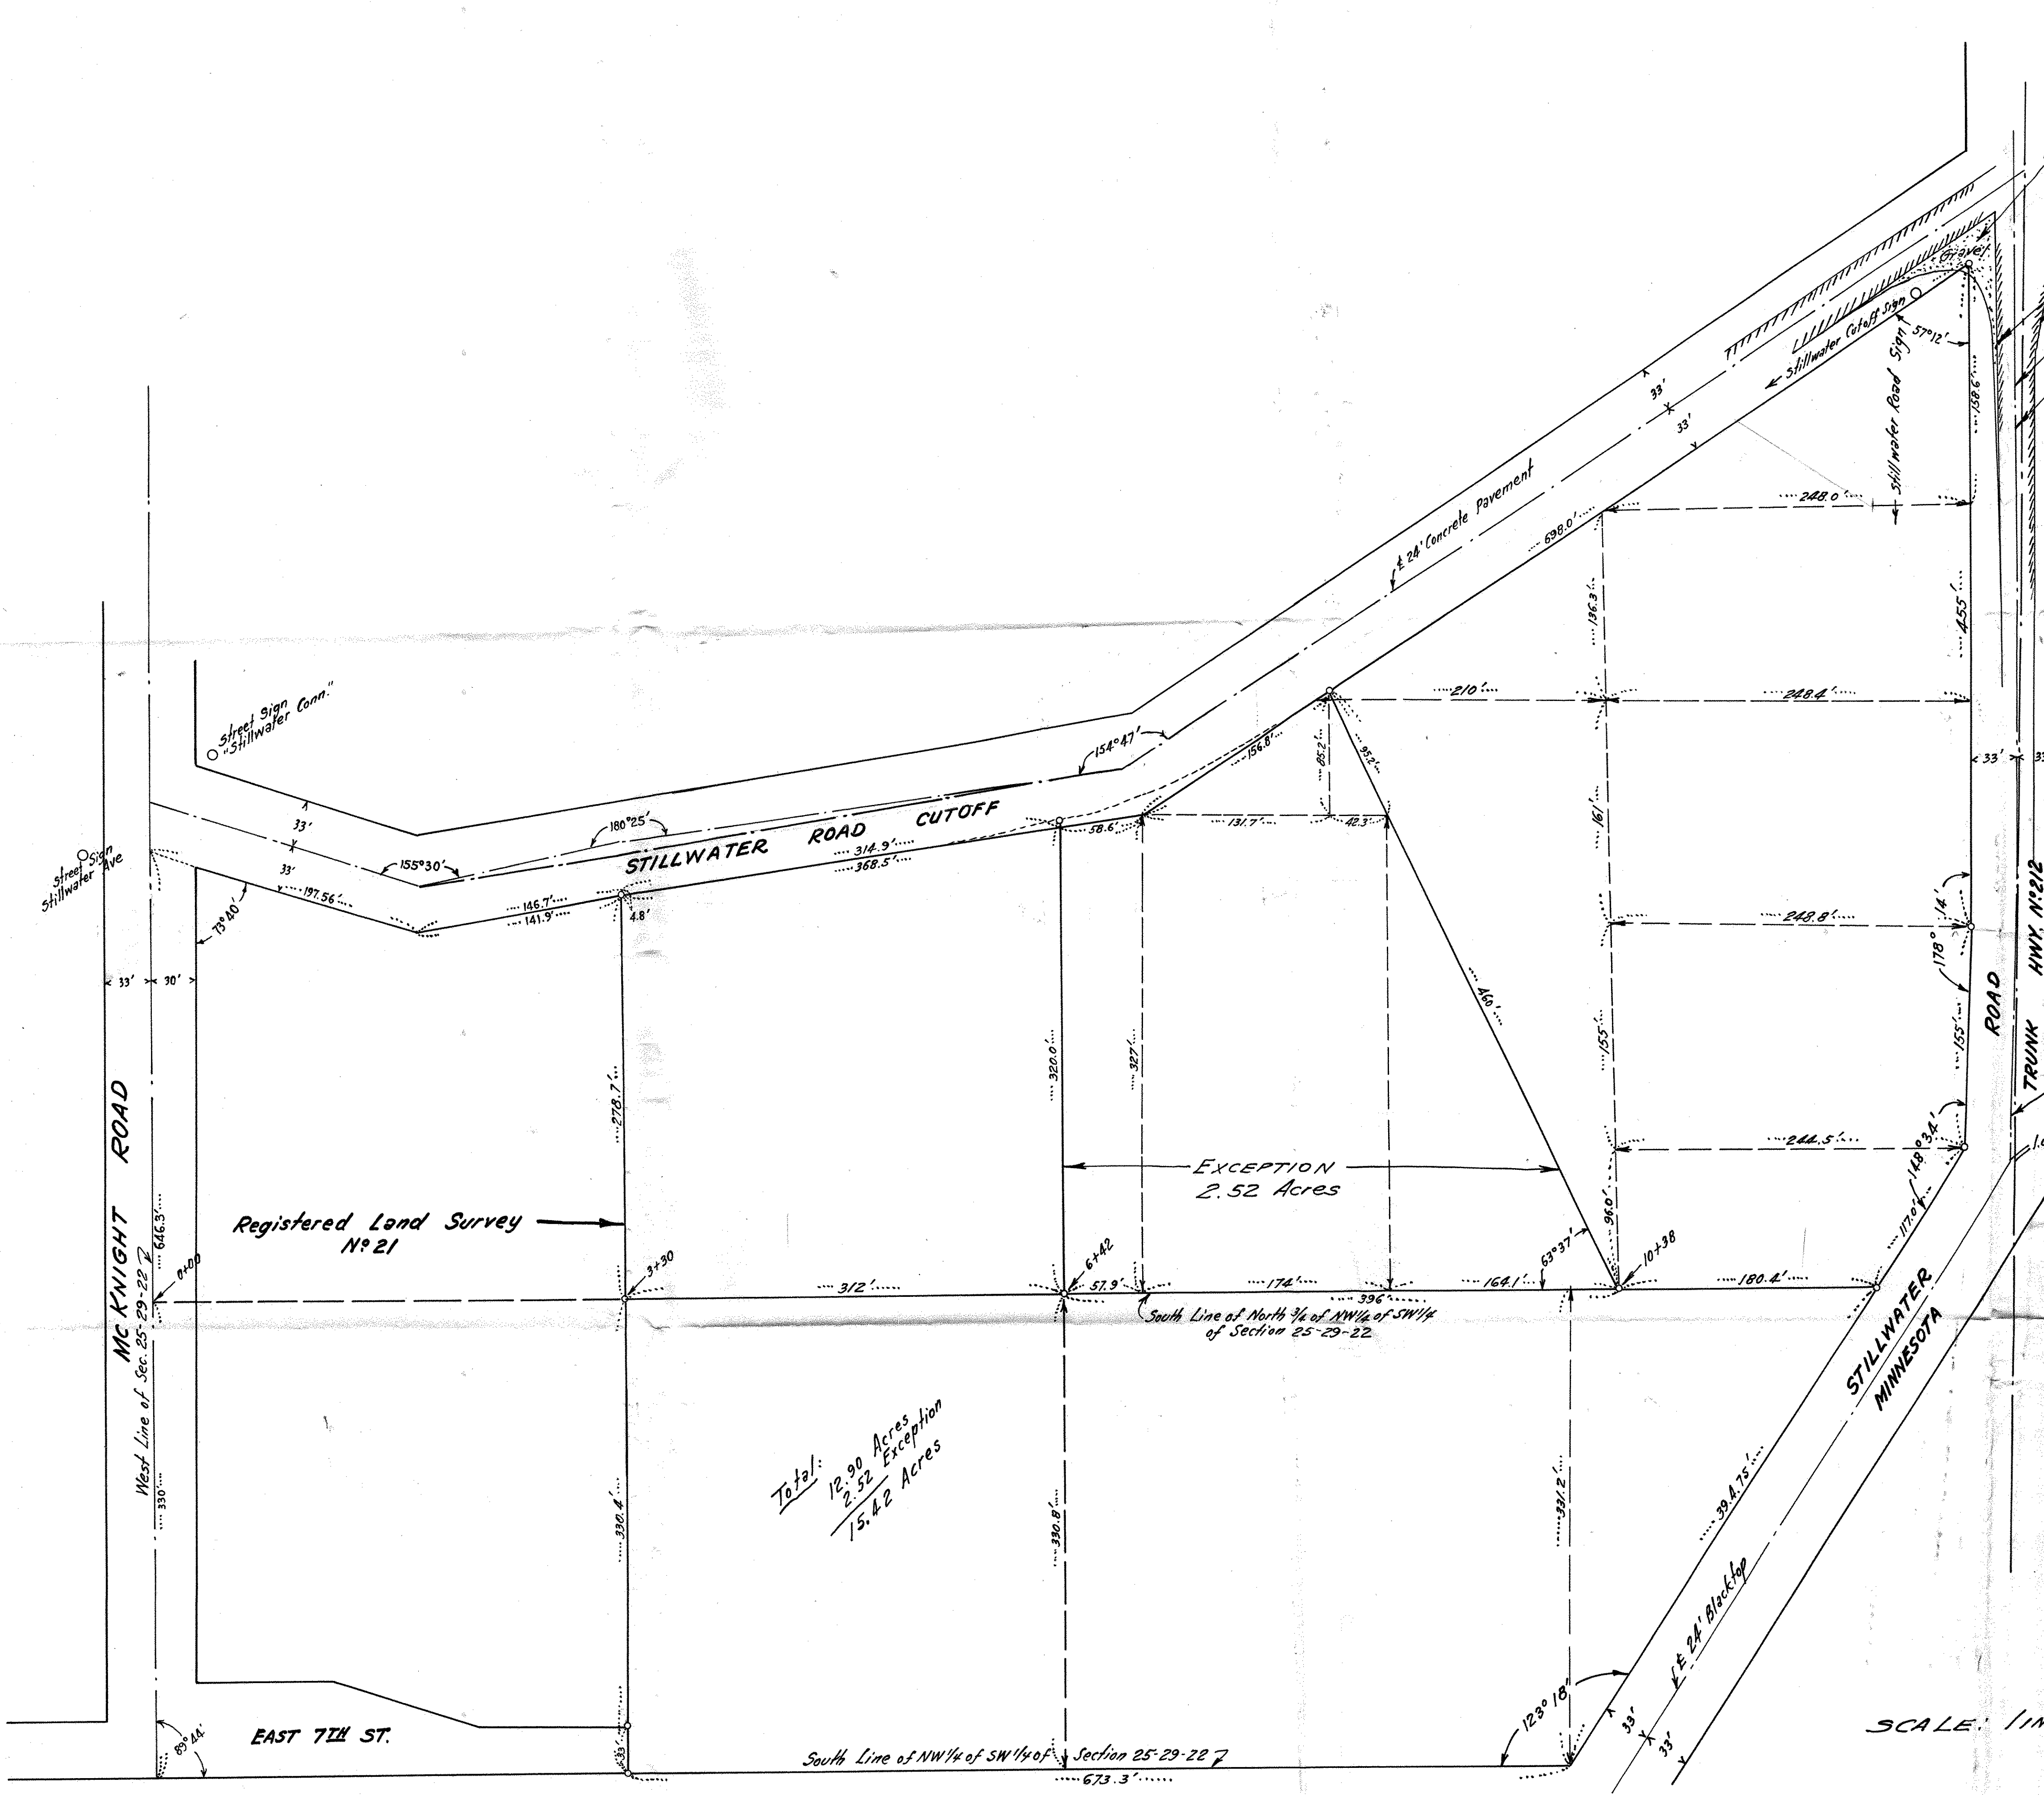 Gravel
Stillwater Cutoff Sign
57°12'
Stillwater Road Sign
158.6'
33'
33'
₵ 24' Concrete Pavement
698.0'
248.0'
136.3'
455'
Street Sign
"Stillwater Conn."
154°47'
210'
248.4'
33'
156.8'
85.2'
95.2'
33'
180°25'
STILLWATER ROAD CUTOFF
58.6'
131.7'
42.3'
161'
Street Sign
Stillwater Ave
33'
155°30'
314.9'
368.5'
197.56'
146.7'
141.9'
4.8'
73°40'
248.8'
178° 14'
HWY. Nº 212
TRUNK
ROAD
33'
30'
460'
278.7'
320.0'
327'
155'
155'
244.5'
148°34'
EXCEPTION
2.52 Acres
96.0'
117.0'
Mc KNIGHT ROAD
646.3'
Registered Land Survey
Nº 21
0+00
3+30
6+42
63°37'
10+38
312'
57.9'
174'
164.1'
180.4'
396'
South Line of North 3/4 of NW1/4 of SW1/4
of Section 25-29-22
West Line of Sec. 25-29-22
330'
STILLWATER
MINNESOTA
Total:
12.90 Acres
2.52 Exception
15.42 Acres
330.4'
330.8'
331.2'
394.75'
₵ 24' Blacktop
123° 18'
33'
33'
EAST 7TH ST.
89°44'
33'
South Line of NW1/4 of SW1/4 of Section 25-29-22
673.3'
SCALE: 1 IN